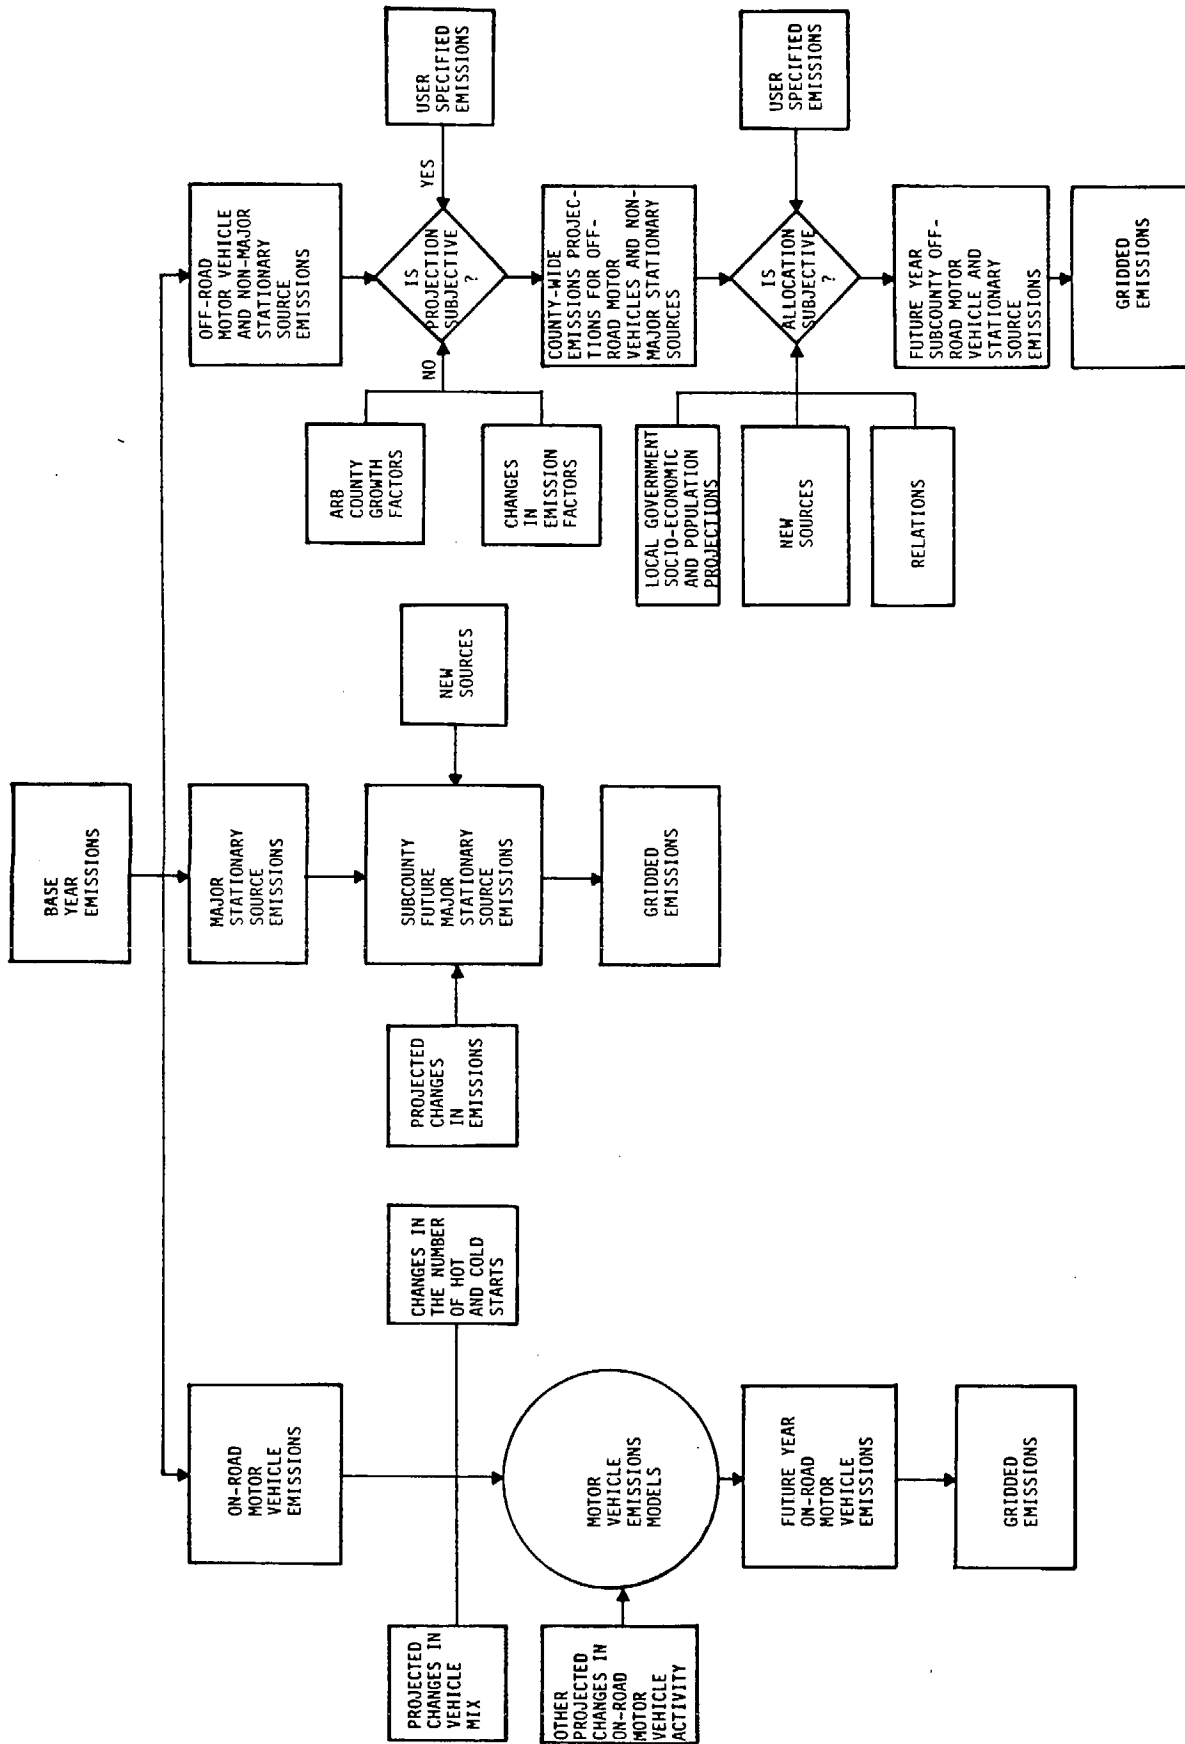 BASE
YEAR
EMISSIONS
ON-ROAD
MOTOR
VEHICLE
EMISSIONS
PROJECTED
CHANGES IN
VEHICLE
MIX
CHANGES IN
THE NUMBER
OF HOT
AND COLD
STARTS
OTHER
PROJECTED
CHANGES IN
ON-ROAD
MOTOR
VEHICLE
ACTIVITY
MOTOR
VEHICLE
EMISSIONS
MODELS
FUTURE YEAR
ON-ROAD
MOTOR
VEHICLE
EMISSIONS
GRIDDED
EMISSIONS
MAJOR
STATIONARY
SOURCE
EMISSIONS
PROJECTED
CHANGES
IN
EMISSIONS
SUBCOUNTY
FUTURE
MAJOR
STATIONARY
SOURCE
EMISSIONS
NEW
SOURCES
GRIDDED
EMISSIONS
OFF-ROAD
MOTOR VEHICLE
AND NON-MAJOR
STATIONARY
SOURCE
EMISSIONS
ARB
COUNTY
GROWTH
FACTORS
CHANGES
IN
EMISSION
FACTORS
NO
IS
PROJECTION
SUBJECTIVE
?
YES
USER
SPECIFIED
EMISSIONS
COUNTY-WIDE
EMISSIONS PROJEC-
TIONS FOR OFF-
ROAD MOTOR
VEHICLES AND NON-
MAJOR STATIONARY
SOURCES
LOCAL GOVERNMENT
SOCIO-ECONOMIC
AND POPULATION
PROJECTIONS
NEW
SOURCES
RELATIONS
IS
ALLOCATION
SUBJECTIVE
?
USER
SPECIFIED
EMISSIONS
FUTURE YEAR
SUBCOUNTY OFF-
ROAD MOTOR
VEHICLE AND
STATIONARY
SOURCE
EMISSIONS
GRIDDED
EMISSIONS